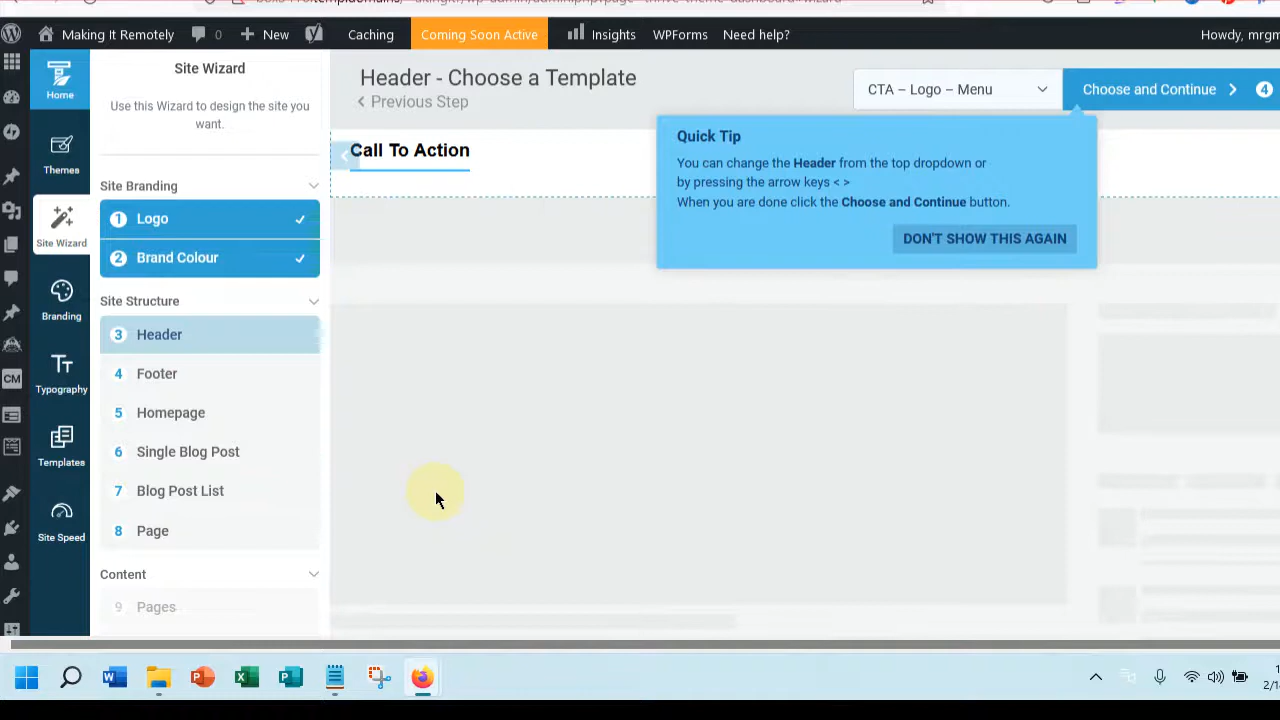 Making It Remotely
0
New
Caching
Coming Soon Active
Insights
WPForms
Need help?
Howdy, mrgm
Home
Themes
Site Wizard
Branding
Typography
Templates
Site Speed
CM
Site Wizard
Use this Wizard to design the site you
want.
Site Branding
1 Logo
2 Brand Colour
Site Structure
3 Header
4 Footer
5 Homepage
6 Single Blog Post
7 Blog Post List
8 Page
Content
9 Pages
Header - Choose a Template
Previous Step
CTA – Logo – Menu
Choose and Continue
4
Call To Action
Quick Tip
You can change the Header from the top dropdown or
by pressing the arrow keys < >
When you are done click the Choose and Continue button.
DON'T SHOW THIS AGAIN